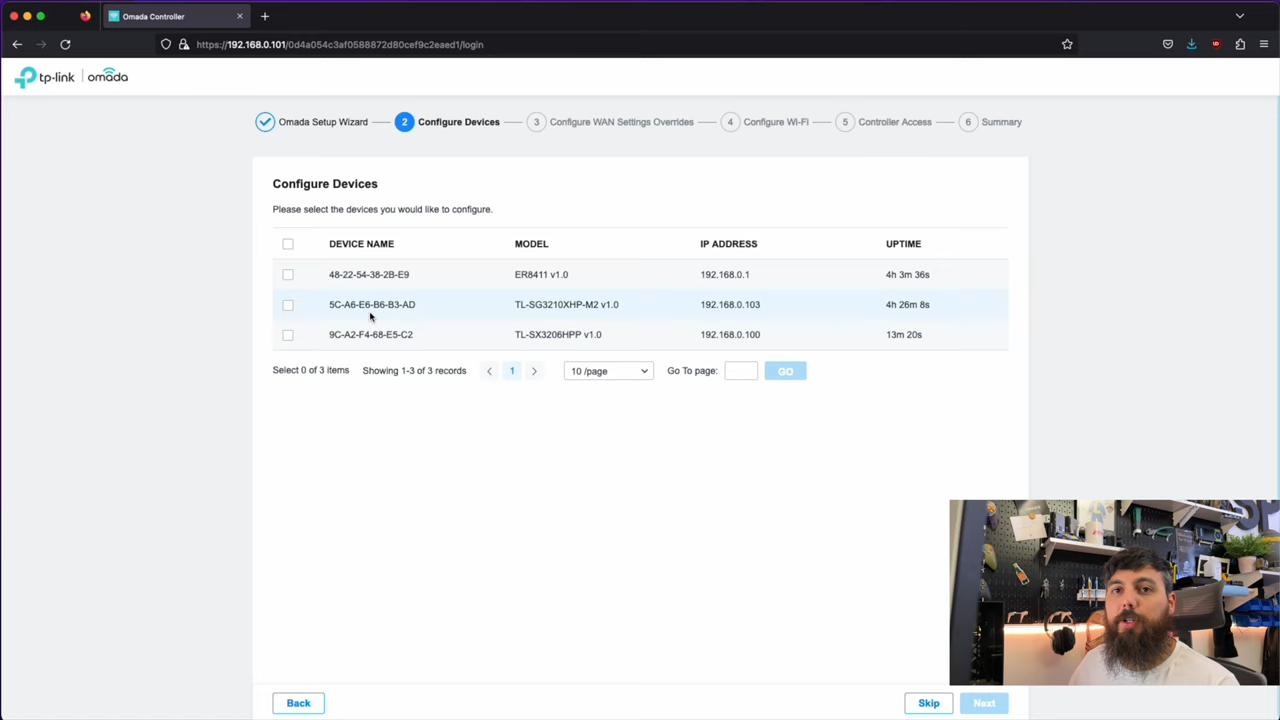 Omada Controller
https://192.168.0.101/0d4a054c3af0588872d80cef9c2eaed1/login
tp-link | omada
Omada Setup Wizard 2 Configure Devices 3 Configure WAN Settings Overrides 4 Configure Wi-Fi 5 Controller Access 6 Summary
Configure Devices
Please select the devices you would like to configure.
DEVICE NAME MODEL IP ADDRESS UPTIME
48-22-54-38-2B-E9 ER8411 v1.0 192.168.0.1 4h 3m 36s
5C-A6-E6-B6-B3-AD TL-SG3210XHP-M2 v1.0 192.168.0.103 4h 26m 8s
9C-A2-F4-68-E5-C2 TL-SX3206HPP v1.0 192.168.0.100 13m 20s
Select 0 of 3 items Showing 1-3 of 3 records 1 10 /page Go To page: GO
Back Skip Next